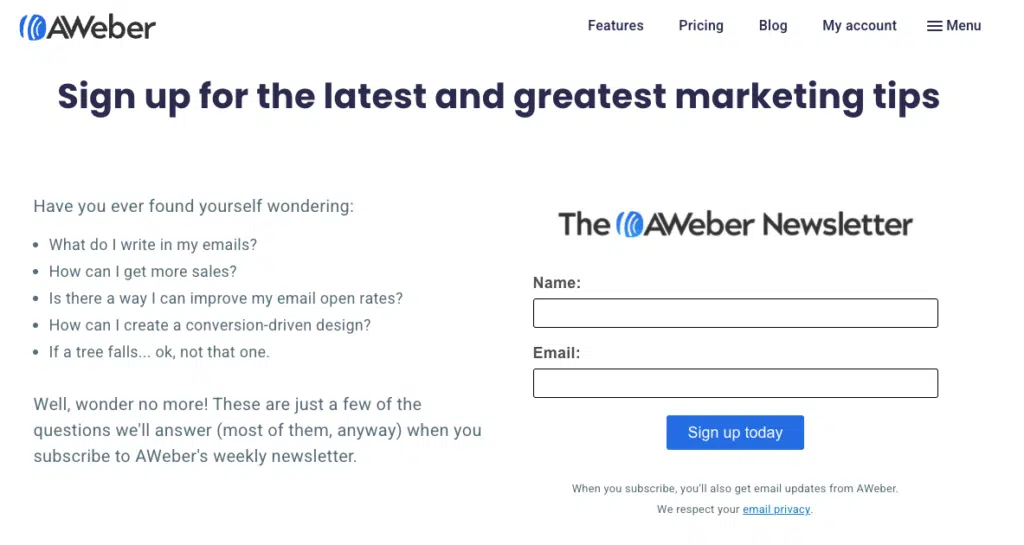 AWeber
Features Pricing Blog My account Menu
Sign up for the latest and greatest marketing tips
Have you ever found yourself wondering:
• What do I write in my emails?
• How can I get more sales?
• Is there a way I can improve my email open rates?
• How can I create a conversion-driven design?
• If a tree falls... ok, not that one.
Well, wonder no more! These are just a few of the
questions we'll answer (most of them, anyway) when you
subscribe to AWeber's weekly newsletter.
The AWeber Newsletter
Name:
Email:
Sign up today
When you subscribe, you'll also get email updates from AWeber.
We respect your email privacy.